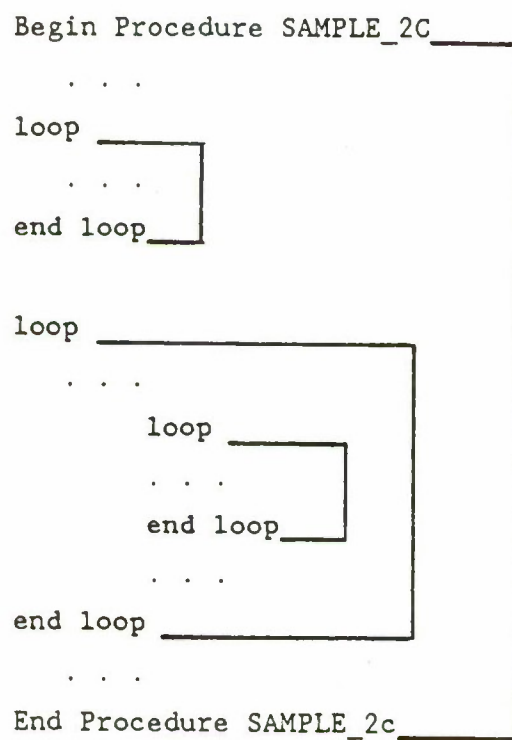 Begin Procedure SAMPLE_2C
. . .
loop
. . .
end loop
loop
. . .
loop
. . .
end loop
. . .
end loop
. . .
End Procedure SAMPLE_2c